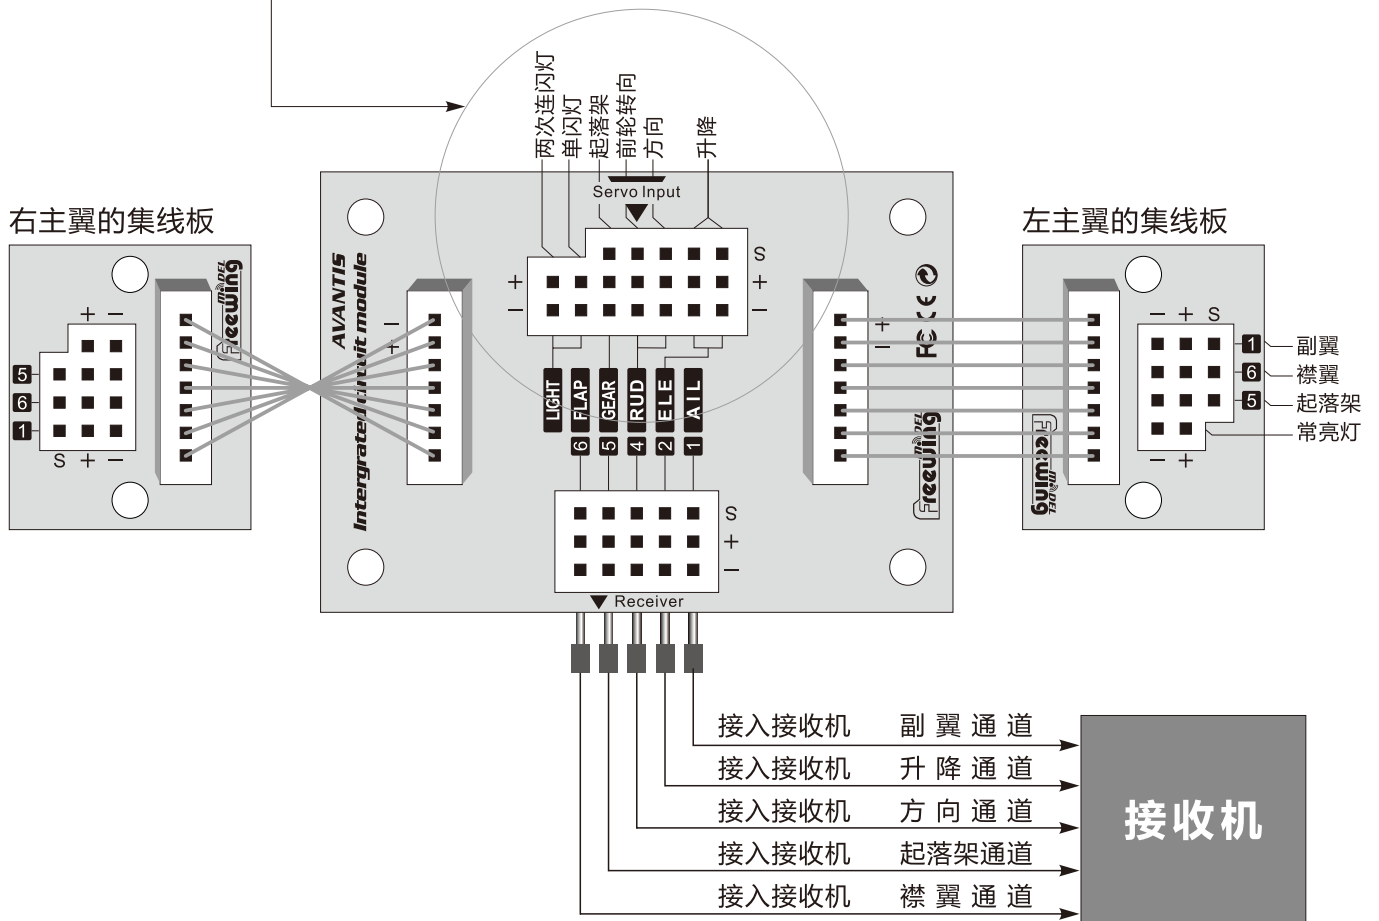 两次连闪灯
单闪灯
起落架
前轮转向
方向
升降
Servo Input
S
+ +
− −
右主翼的集线板
+ −
5
6
1
S + −
Freewing
MODEL
AVANTIS
Intergrated circuit module
− +
+ −
LIGHT
FLAP
GEAR
RUD
ELE
AIL
6
5
4
2
1
S
+
−
Receiver
FC CE
Freewing
MODEL
左主翼的集线板
Freewing
MODEL
− + S
1 副翼
6 襟翼
5 起落架
常亮灯
− +
接入接收机 副翼通道
接入接收机 升降通道
接入接收机 方向通道
接入接收机 起落架通道
接入接收机 襟翼通道
接收机